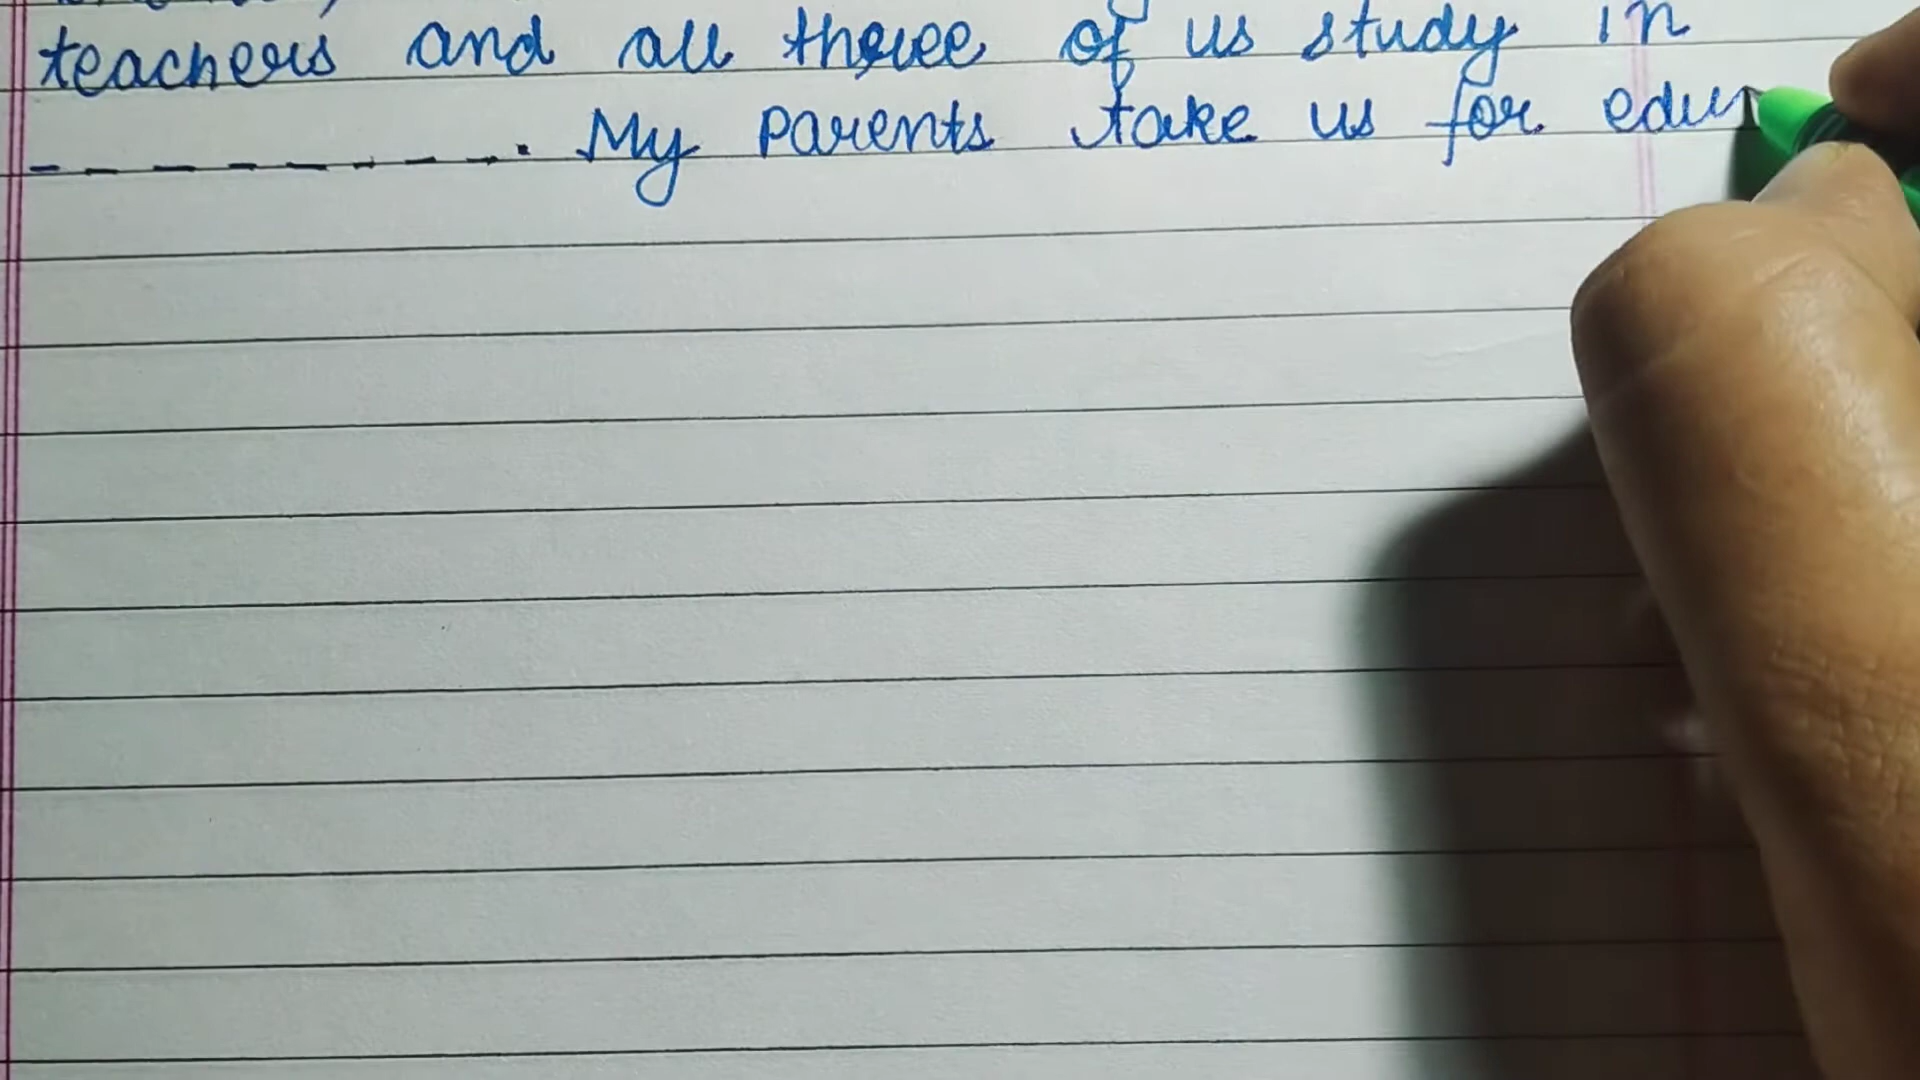 teachers and all three of us study in
_ _ _ _ _ _ _ _ _. My parents take us for edu